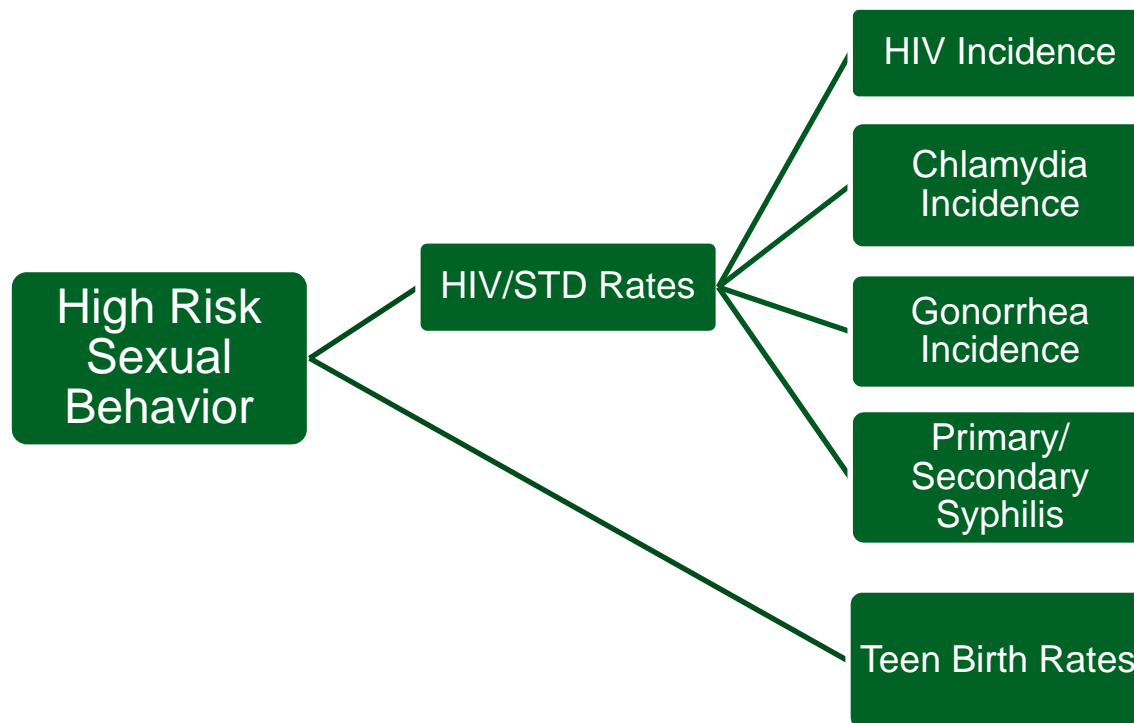 High Risk
Sexual
Behavior
HIV/STD Rates
HIV Incidence
Chlamydia
Incidence
Gonorrhea
Incidence
Primary/
Secondary
Syphilis
Teen Birth Rates